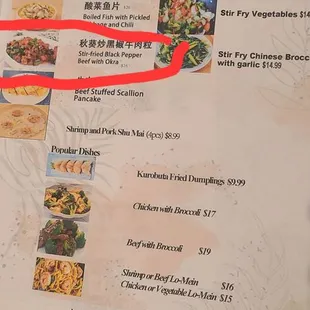 酸菜鱼片
Boiled Fish with Pickled
Cabbage and Chili
秋葵炒黑椒牛肉粒
Stir-fried Black Pepper
Beef with Okra
Beef Stuffed Scallion
Pancake
Stir Fry Vegetables $14
Stir Fry Chinese Brocc
with garlic $14.99
Shrimp and Pork Shu Mai (4pcs) $8.99
Popular Dishes
Kurobuta Fried Dumplings $9.99
Chicken with Broccoli $17
Beef with Broccoli $19
Shrimp or Beef Lo-Mein $16
Chicken or Vegetable Lo-Mein $15